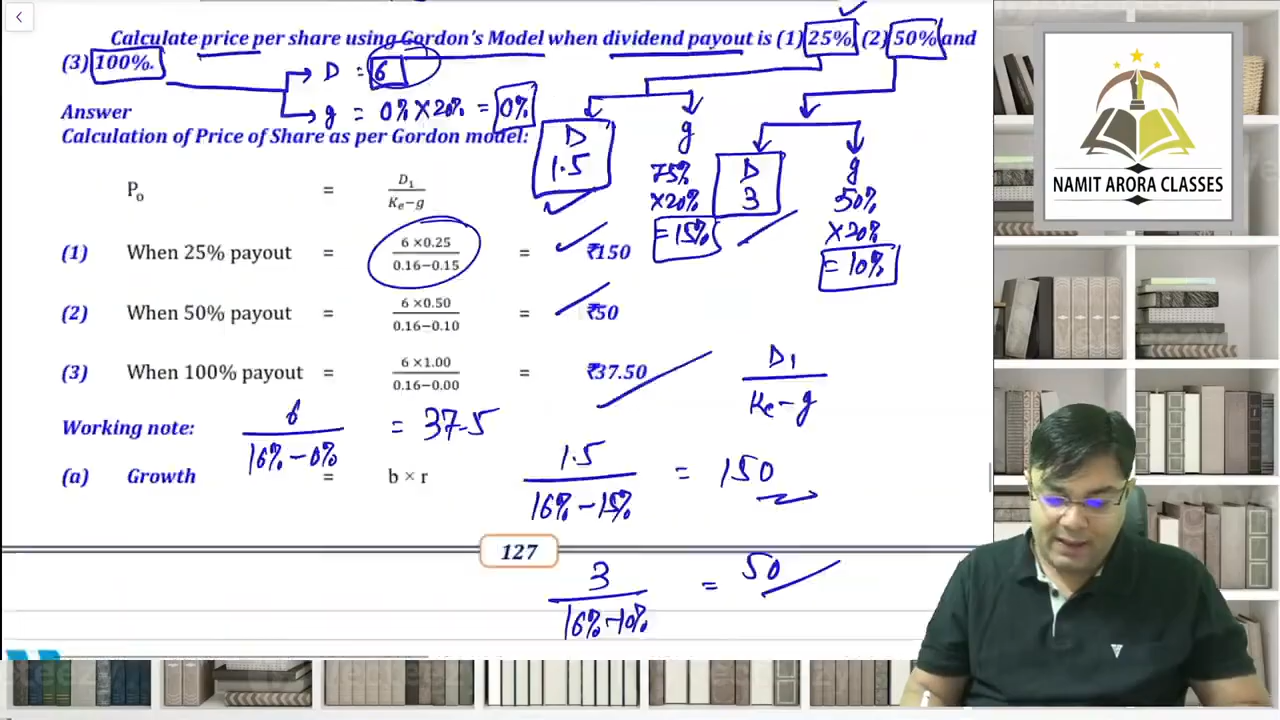 Calculate price per share using Gordon's Model when dividend payout is (1) 25%, (2) 50% and
(3) 100%.
D = 6
g = 0% × 20% = 0%
Answer
Calculation of Price of Share as per Gordon model:
D
1.5
g
75%
×20%
= 15%
D
3
g
50%
×20%
= 10%
P₀ = D₁ / Kₑ–g
(1) When 25% payout = 6 ×0.25 / 0.16–0.15 = ₹150
(2) When 50% payout = 6 ×0.50 / 0.16–0.10 = ₹50
(3) When 100% payout = 6 ×1.00 / 0.16–0.00 = ₹37.50
D₁ / Ke – g
Working note:
6 / 16% – 0% = 37.5
(a) Growth = b × r
1.5 / 16% – 15% = 150
127
3 / 16% – 10% = 50
NAMIT ARORA CLASSES